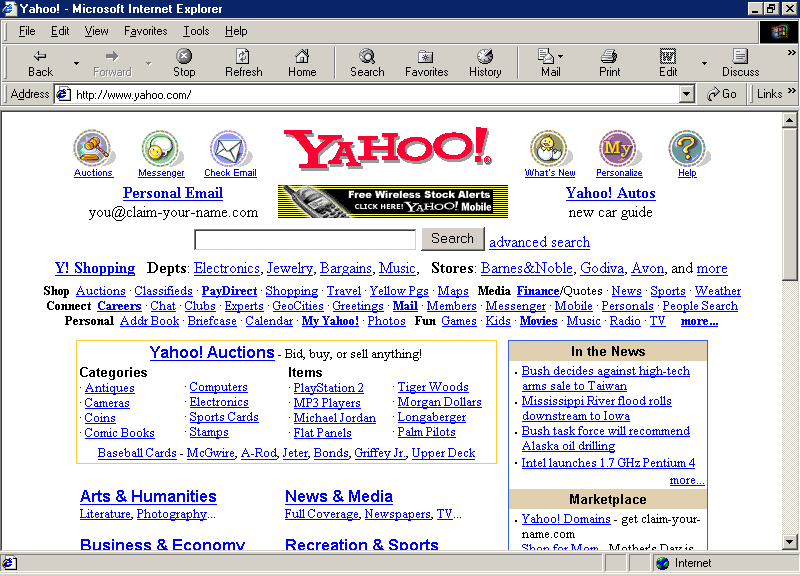 Yahoo! - Microsoft Internet Explorer
File Edit View Favorites Tools Help
Back Forward Stop Refresh Home Search Favorites History Mail Print Edit Discuss »
Address http://www.yahoo.com/ Go Links »
YAHOO!
My ?
Auctions Messenger Check Email What's New Personalize Help
Personal Email
you@claim-your-name.com
Free Wireless Stock Alerts
CLICK HERE! YAHOO! Mobile
Yahoo! Autos
new car guide
Search advanced search
Y! Shopping Depts: Electronics, Jewelry, Bargains, Music, Stores: Barnes&Noble, Godiva, Avon, and more
Shop Auctions · Classifieds · PayDirect · Shopping · Travel · Yellow Pgs · Maps Media Finance/Quotes · News · Sports · Weather
Connect Careers · Chat · Clubs · Experts · GeoCities · Greetings · Mail · Members · Messenger · Mobile · Personals · People Search
Personal Addr Book · Briefcase · Calendar · My Yahoo! · Photos Fun Games · Kids · Movies · Music · Radio · TV more...
Yahoo! Auctions - Bid, buy, or sell anything!
Categories
· Antiques
· Cameras
· Coins
· Comic Books
· Computers
· Electronics
· Sports Cards
· Stamps
Items
· PlayStation 2
· MP3 Players
· Michael Jordan
· Flat Panels
· Tiger Woods
· Morgan Dollars
· Longaberger
· Palm Pilots
Baseball Cards - McGwire, A-Rod, Jeter, Bonds, Griffey Jr., Upper Deck
In the News
· Bush decides against high-tech
arms sale to Taiwan
· Mississippi River flood rolls
downstream to Iowa
· Bush task force will recommend
Alaska oil drilling
· Intel launches 1.7 GHz Pentium 4
more...
Marketplace
· Yahoo! Domains - get claim-your-
name.com
· Shop for Mom - Mother's Day is
Arts & Humanities
Literature, Photography...
News & Media
Full Coverage, Newspapers, TV...
Business & Economy
Recreation & Sports
Internet